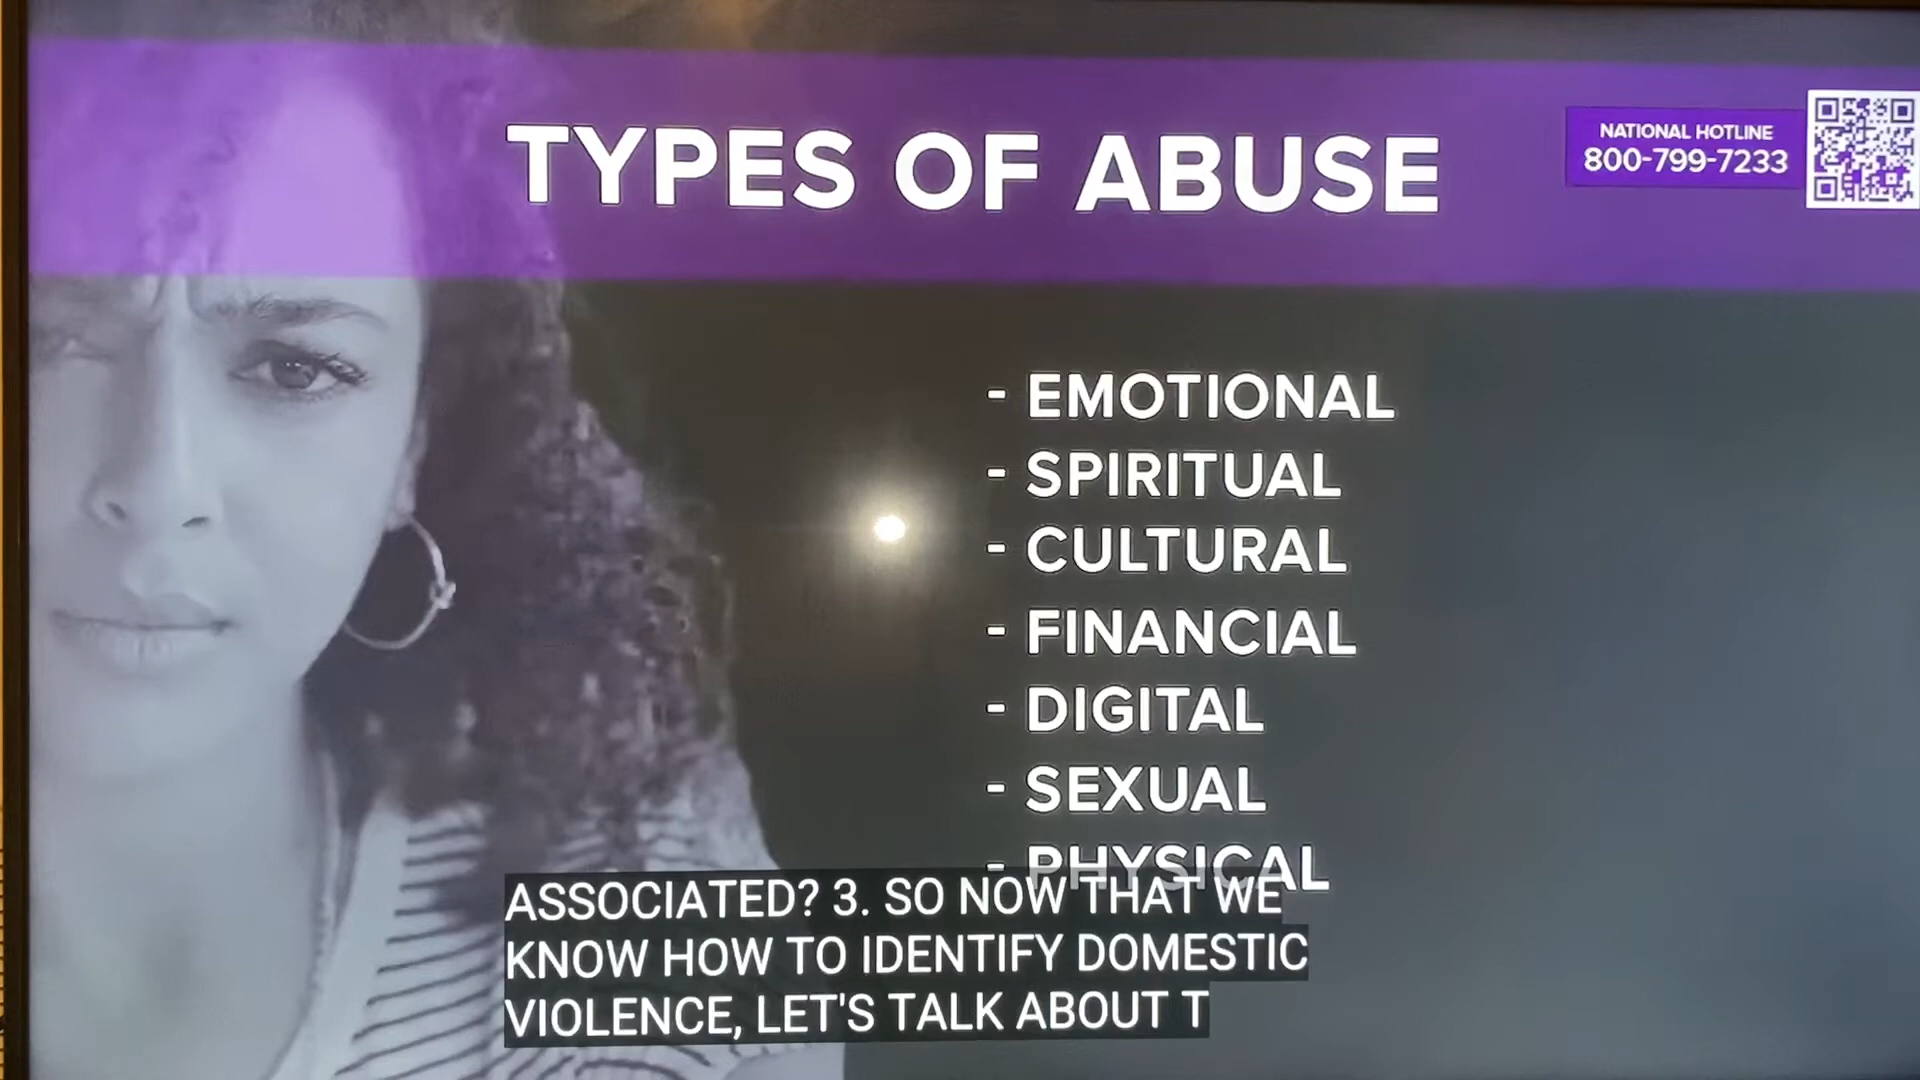 TYPES OF ABUSE
NATIONAL HOTLINE
800-799-7233
- EMOTIONAL
- SPIRITUAL
- CULTURAL
- FINANCIAL
- DIGITAL
- SEXUAL
- PHYSICAL
ASSOCIATED? 3. SO NOW THAT WE
KNOW HOW TO IDENTIFY DOMESTIC
VIOLENCE, LET'S TALK ABOUT T